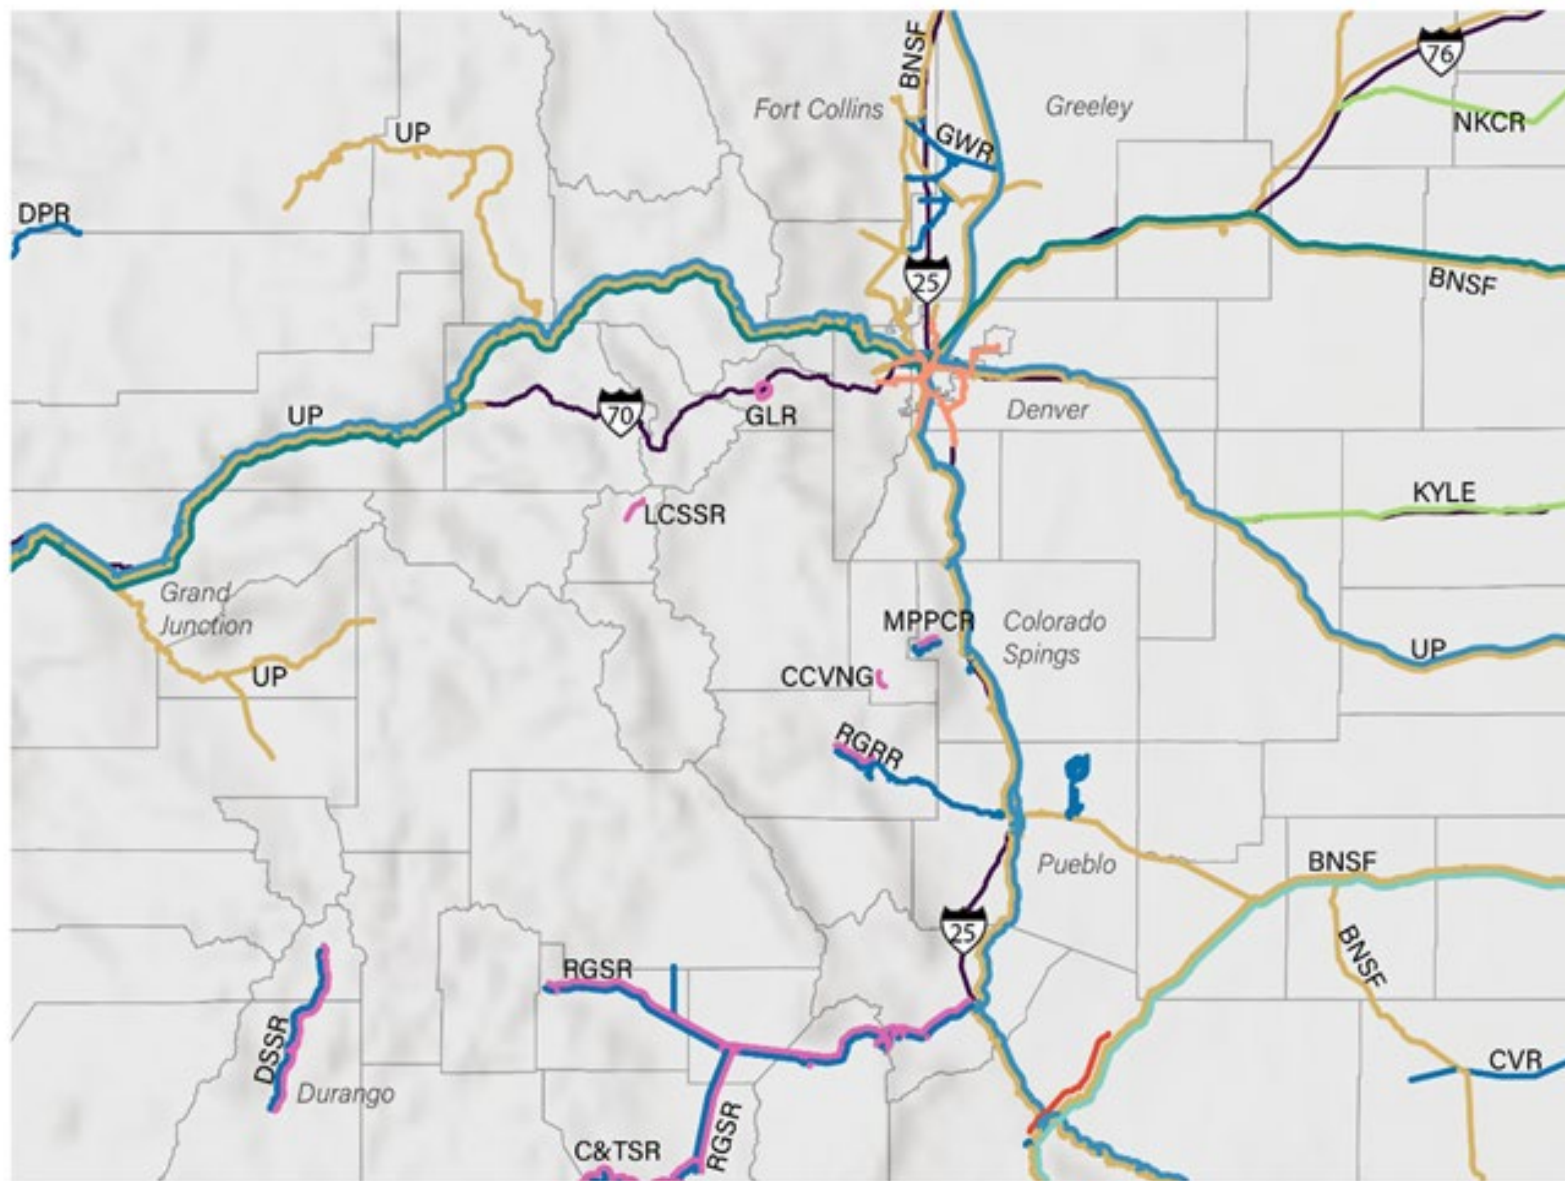 BNSF
76
Fort Collins
Greeley
UP
NKCR
GWR
DPR
25
BNSF
UP
70
GLR
Denver
KYLE
LCSSR
Grand
Junction
MPPCR
Colorado
Springs
UP
CCVNG
UP
RGRR
Pueblo
BNSF
25
BNSF
RGSR
DSSR
CVR
Durango
RGSR
C&TSR